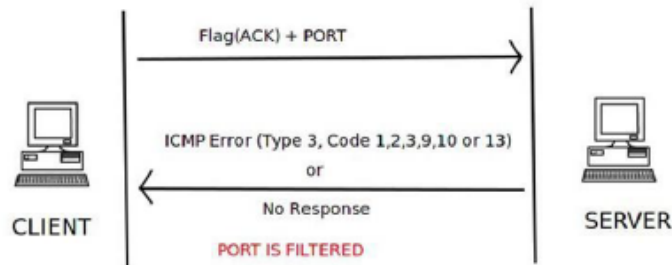 Flag(ACK) + PORT
ICMP Error (Type 3, Code 1,2,3,9,10 or 13)
or
No Response
CLIENT
SERVER
PORT IS FILTERED